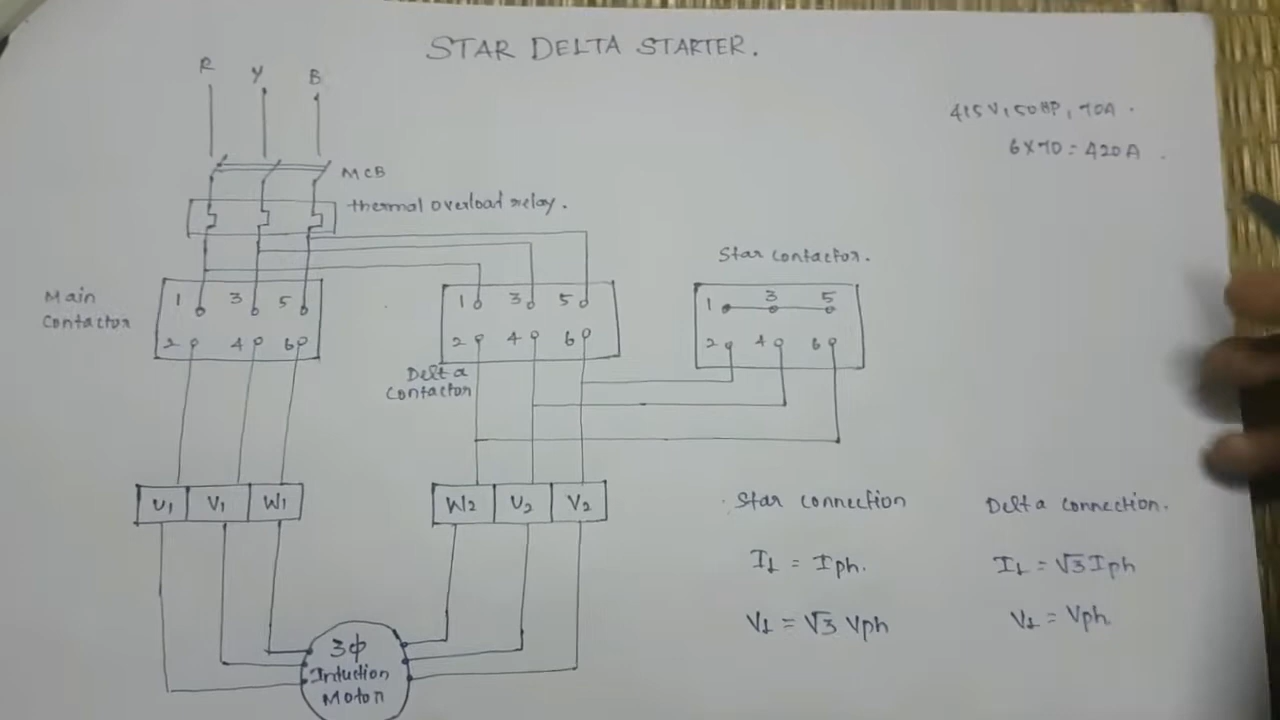 STAR DELTA STARTER.
R Y B
415V, 50HP, 70A.
6X70 = 420A.
MCB
thermal overload relay.
Star contactor.
Main
contactor
1 3 5
2 4 6
1 3 5
2 4 6
Delta
contactor
1 3 5
2 4 6
U1 V1 W1
W2 U2 V2
Star connection
IL = Iph.
VL = √3 Vph
Delta connection.
IL = √3 Iph
VL = Vph
3ϕ
Intuction
Motor